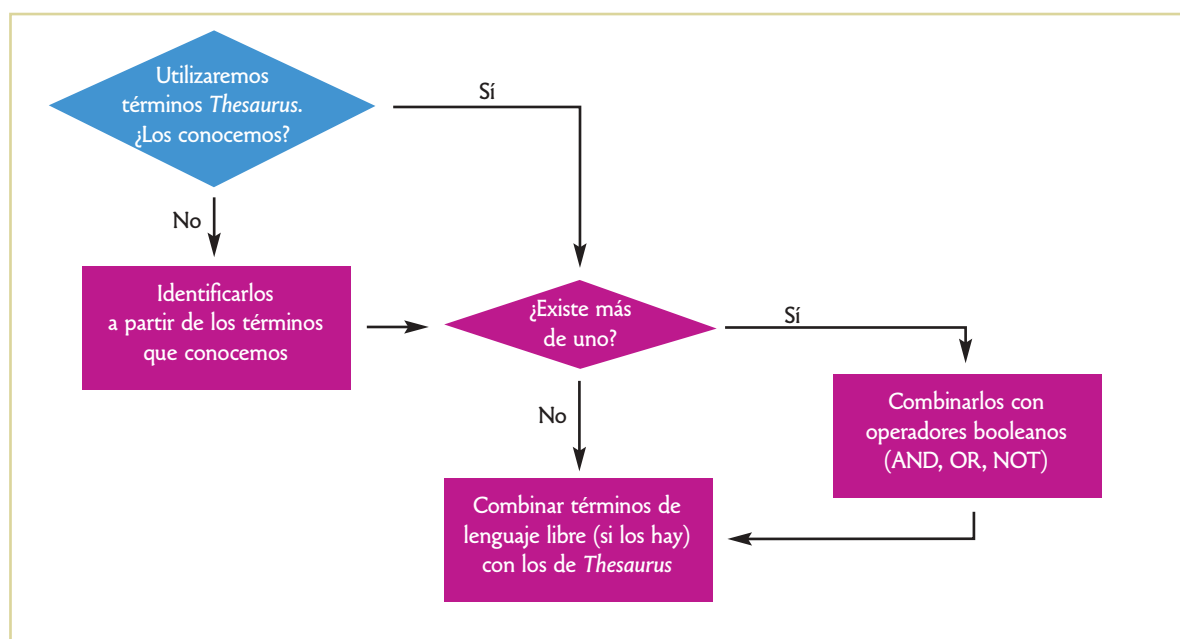 Utilizaremos
términos Thesaurus.
¿Los conocemos?
Sí
No
Identificarlos
a partir de los términos
que conocemos
¿Existe más
de uno?
Sí
No
Combinarlos con
operadores booleanos
(AND, OR, NOT)
Combinar términos de
lenguaje libre (si los hay)
con los de Thesaurus